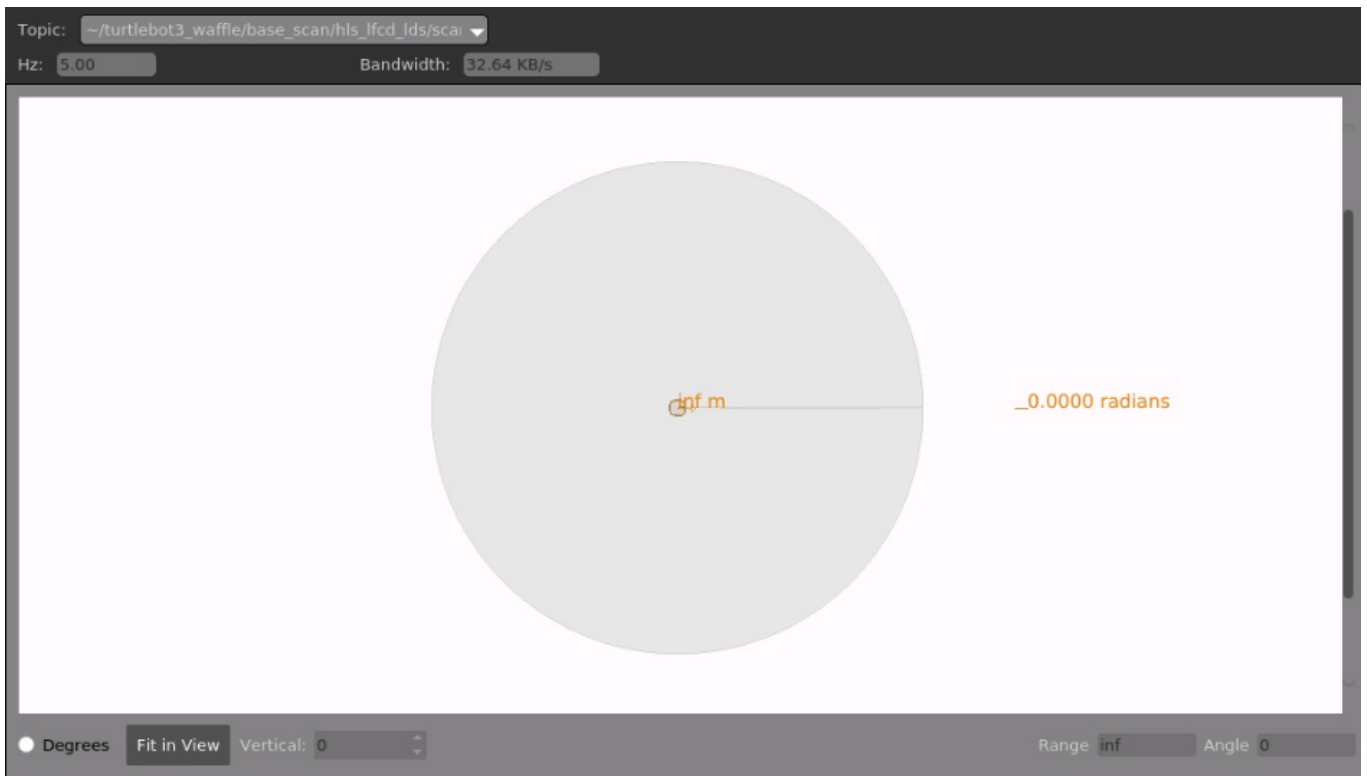 Topic: ~/turtlebot3_waffle/base_scan/hls_lfcd_lds/scar
Hz: 5.00 Bandwidth: 32.64 KB/s
inf m _0.0000 radians
Degrees Fit in View Vertical: 0 Range inf Angle 0